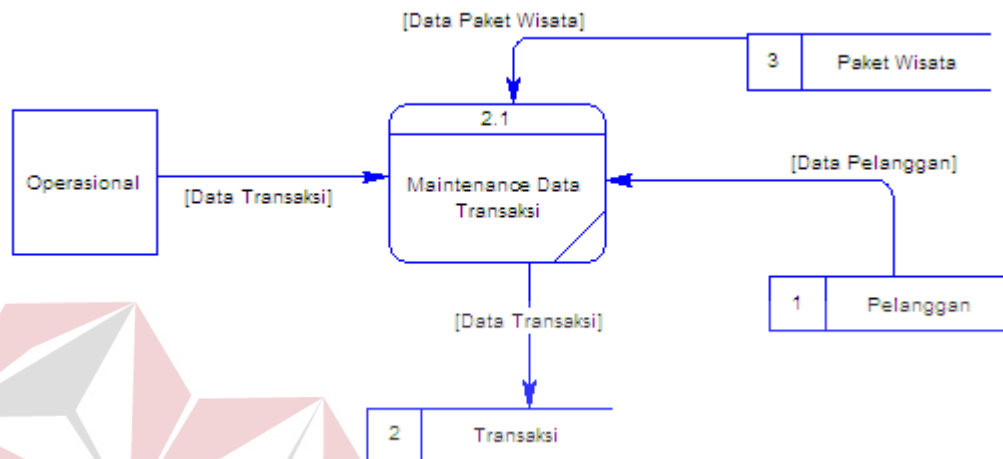 [Data Paket Wisata]
3 Paket Wisata
2.1
Operasional
Maintenance Data
Transaksi
[Data Transaksi]
[Data Pelanggan]
1 Pelanggan
[Data Transaksi]
2 Transaksi